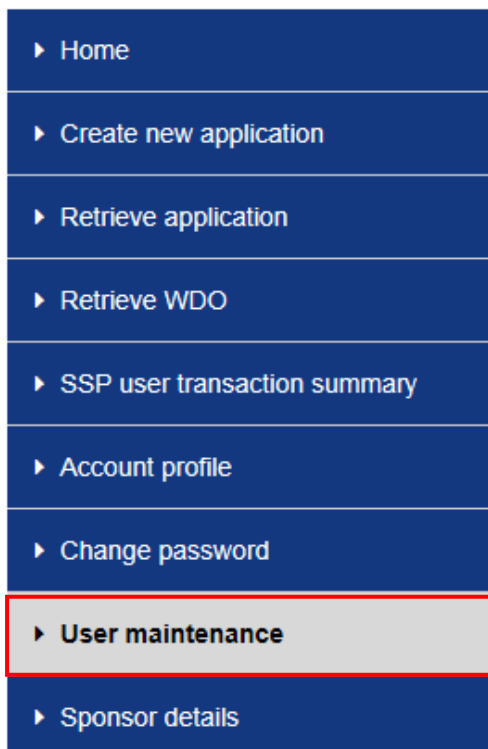 Home
Create new application
Retrieve application
Retrieve WDO
SSP user transaction summary
Account profile
Change password
User maintenance
Sponsor details